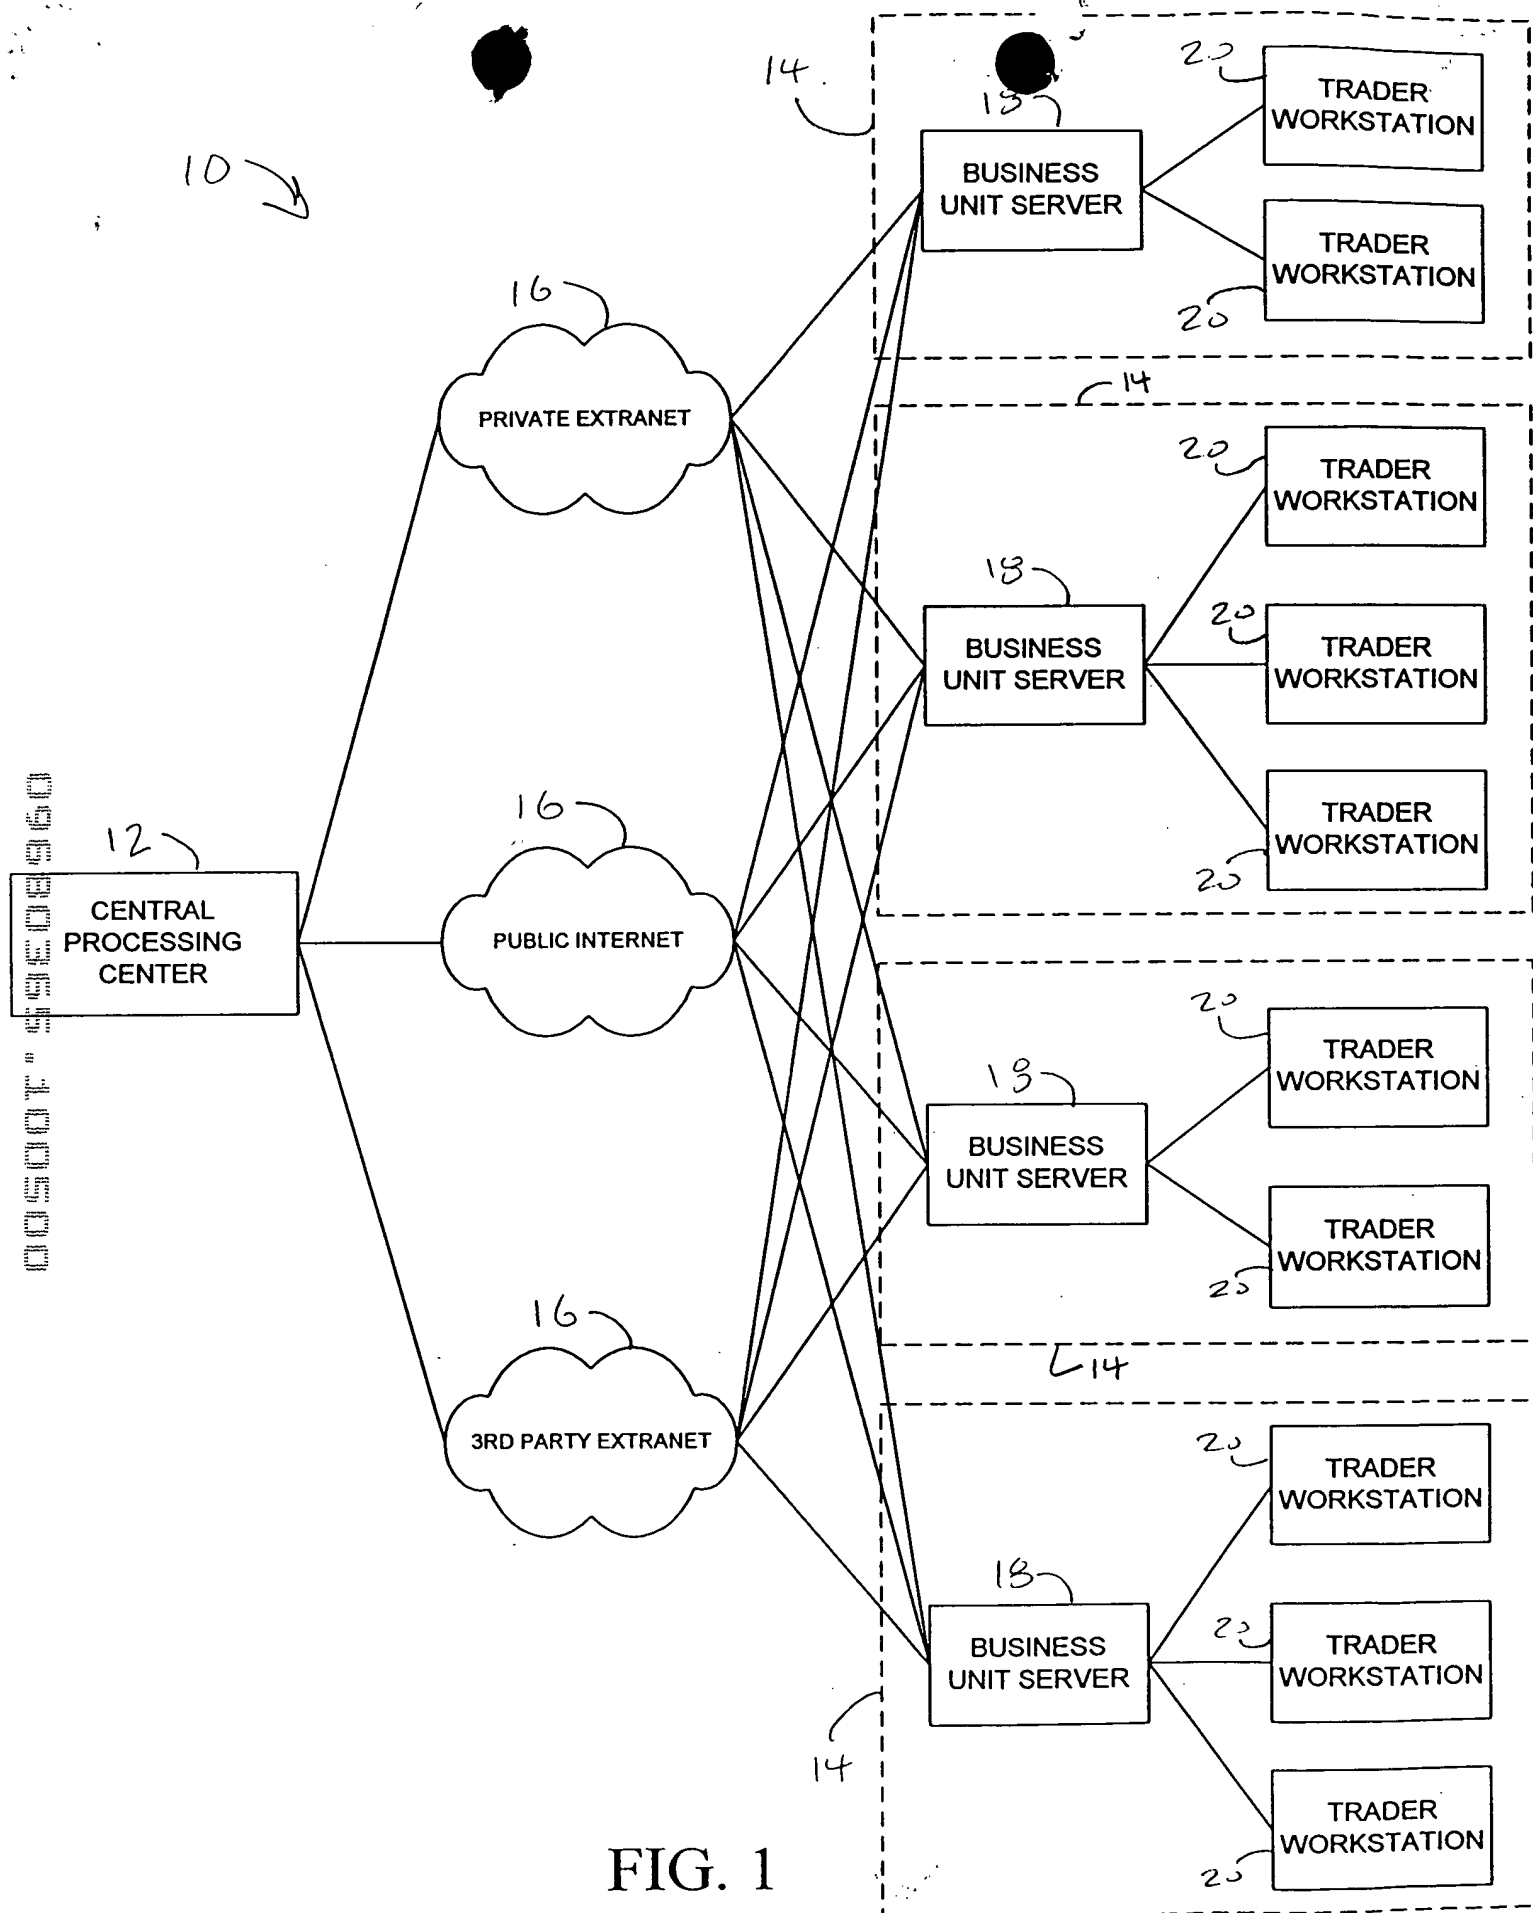 14
18
20
TRADER
WORKSTATION
10
BUSINESS
UNIT SERVER
TRADER
WORKSTATION
20
16
PRIVATE EXTRANET
14
20
TRADER
WORKSTATION
18
BUSINESS
UNIT SERVER
20
TRADER
WORKSTATION
TRADER
WORKSTATION
20
12
CENTRAL
PROCESSING
CENTER
16
PUBLIC INTERNET
20
TRADER
WORKSTATION
18
BUSINESS
UNIT SERVER
TRADER
WORKSTATION
20
14
16
3RD PARTY EXTRANET
20
TRADER
WORKSTATION
18
BUSINESS
UNIT SERVER
20
TRADER
WORKSTATION
14
TRADER
WORKSTATION
20
FIG. 1